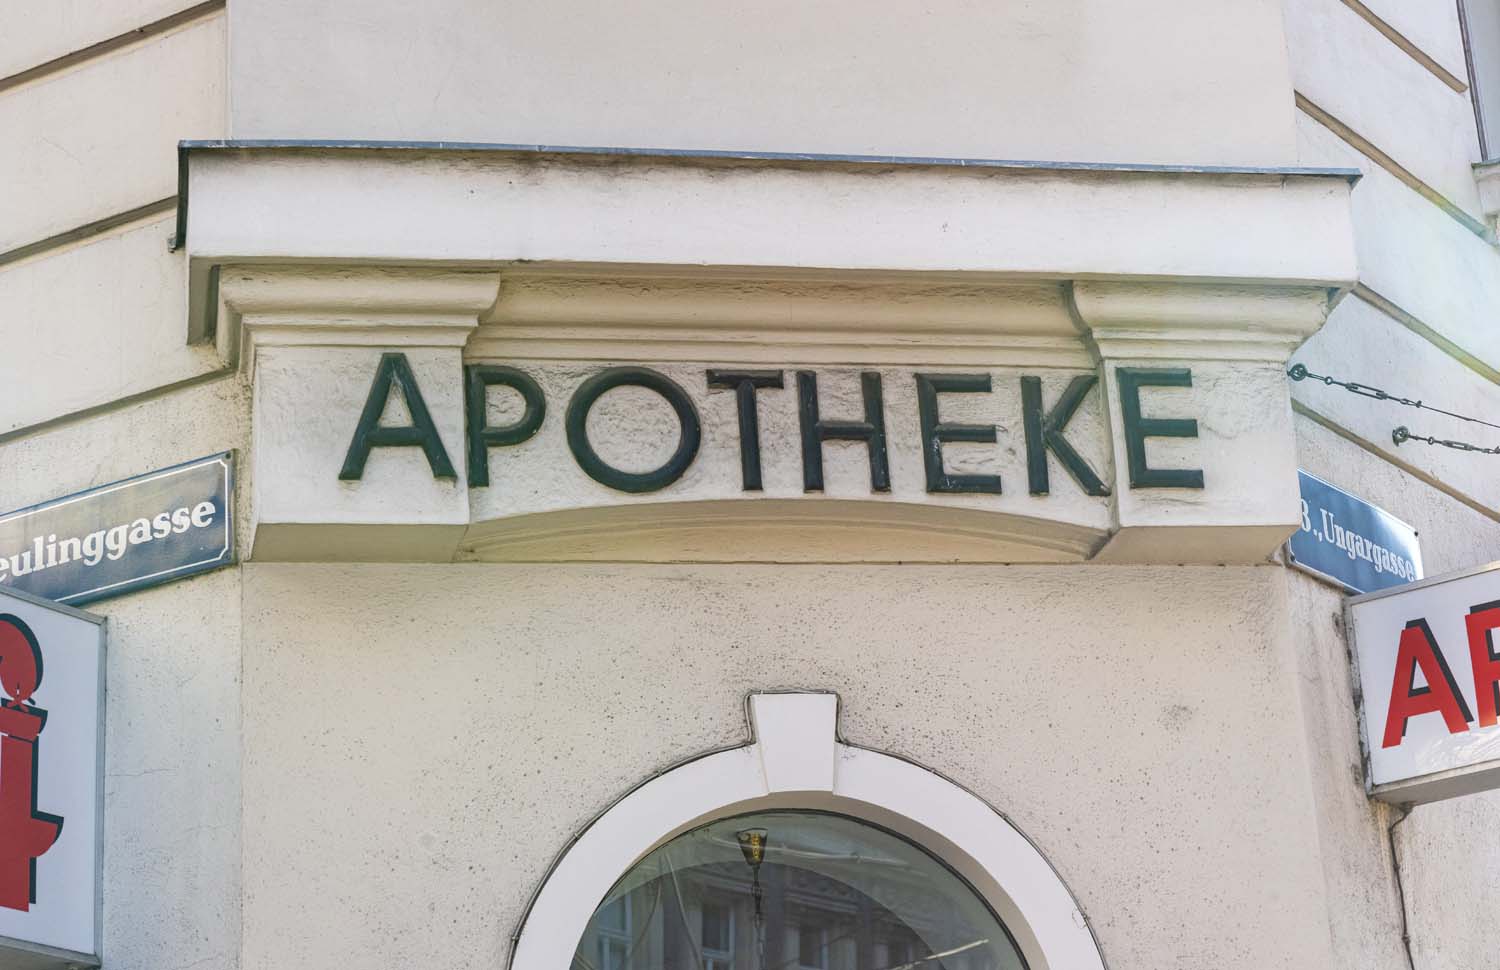 APOTHEKE
eulinggasse
3., Ungargasse
AP